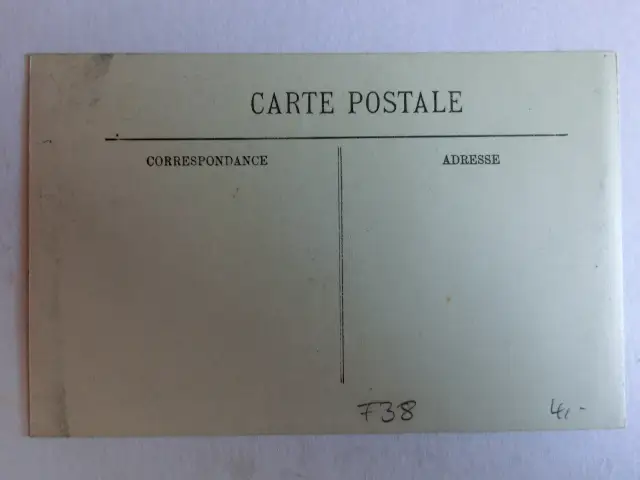 CARTE POSTALE
CORRESPONDANCE
ADRESSE
F38
4,-